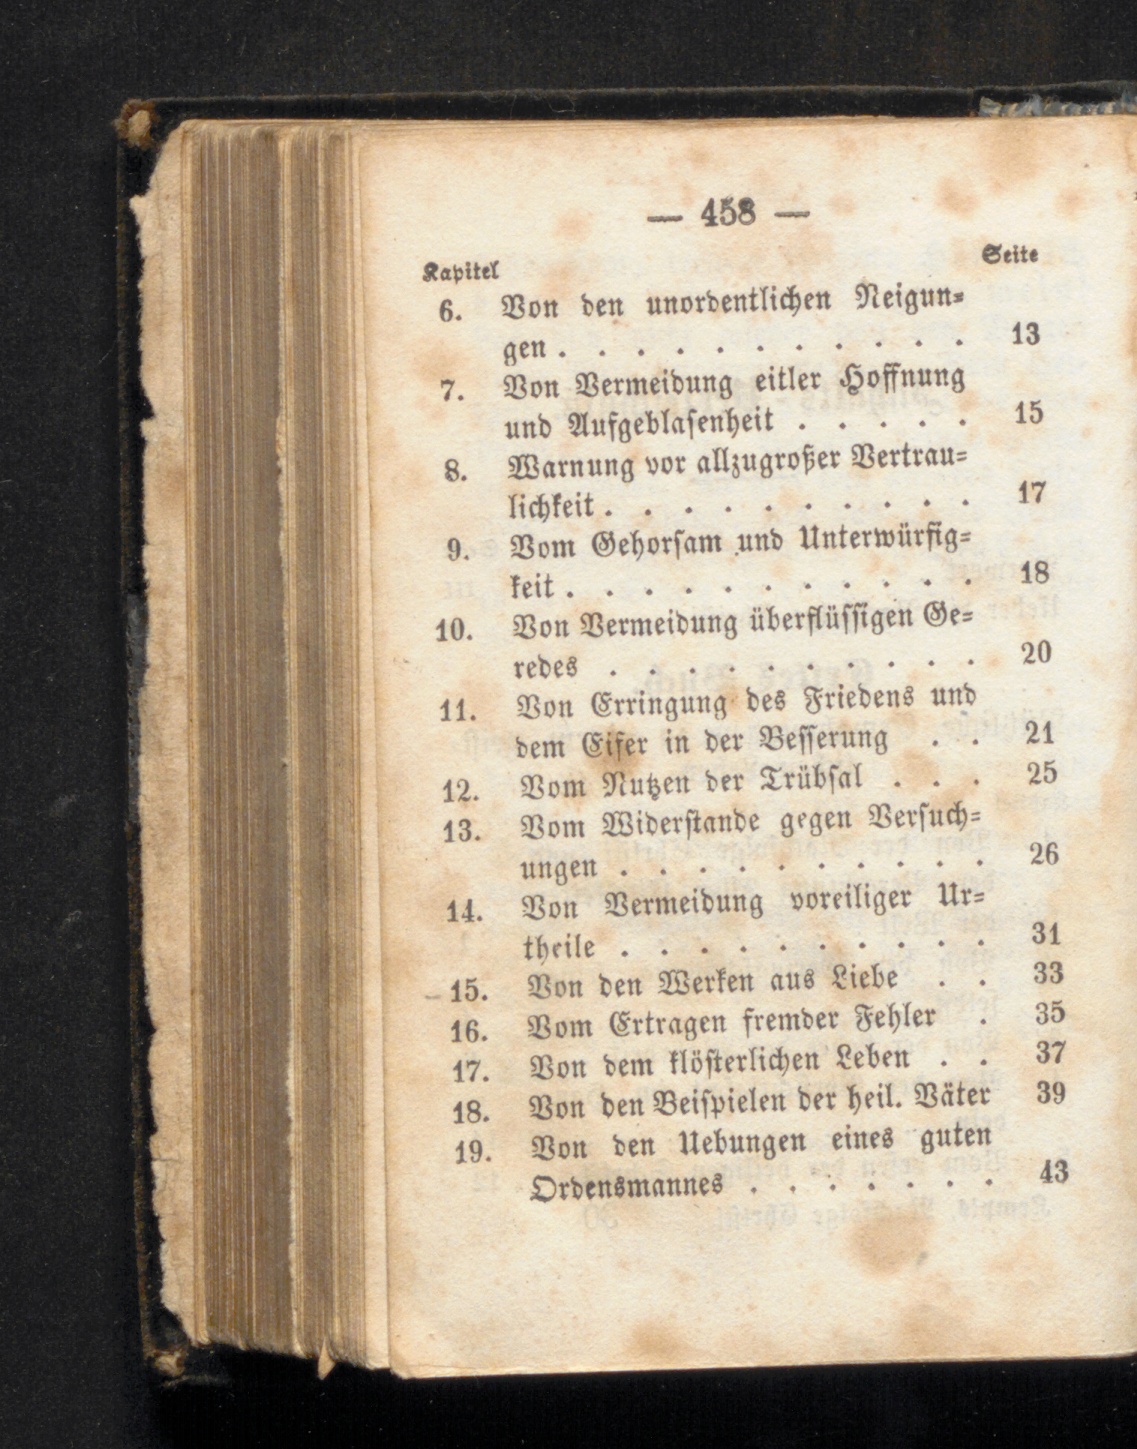 — 458 —
Kapitel Seite
6. Von den unordentlichen Neigun=
gen . . . . . . . . . . . 13
7. Von Vermeidung eitler Hoffnung
und Aufgeblasenheit . . . . . 15
8. Warnung vor allzugroßer Vertrau=
lichkeit . . . . . . . . . . 17
9. Vom Gehorsam und Unterwürfig=
keit . . . . . . . . . . . 18
10. Von Vermeidung überflüssigen Ge=
redes . . . . . . . . . . 20
11. Von Erringung des Friedens und
dem Eifer in der Besserung . . 21
12. Vom Nutzen der Trübsal . . . 25
13. Vom Widerstande gegen Versuch=
ungen . . . . . . . . . . 26
14. Von Vermeidung voreiliger Ur=
theile . . . . . . . . . . 31
15. Von den Werken aus Liebe . . 33
16. Vom Ertragen fremder Fehler . 35
17. Von dem klösterlichen Leben . . 37
18. Von den Beispielen der heil. Väter 39
19. Von den Uebungen eines guten
Ordensmannes . . . . . . . 43